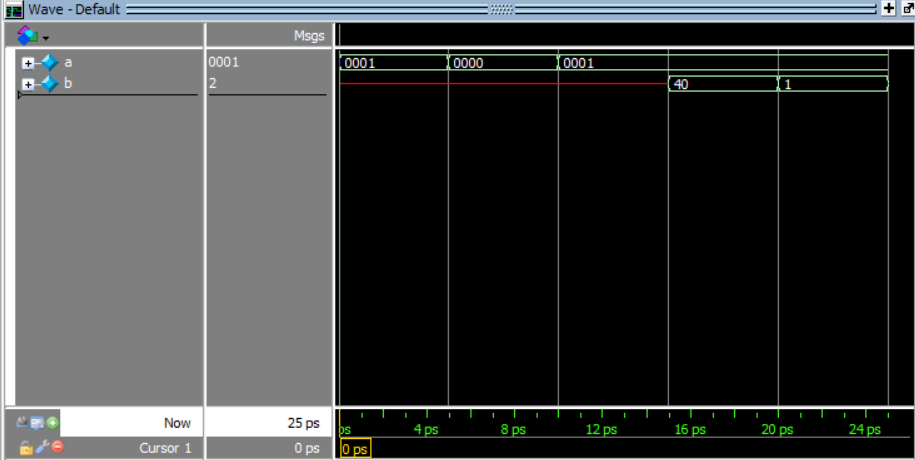 Wave - Default
Msgs
a 0001 0001 0000 0001
b 2 40 1
Now 25 ps ps 4 ps 8 ps 12 ps 16 ps 20 ps 24 ps
Cursor 1 0 ps 0 ps